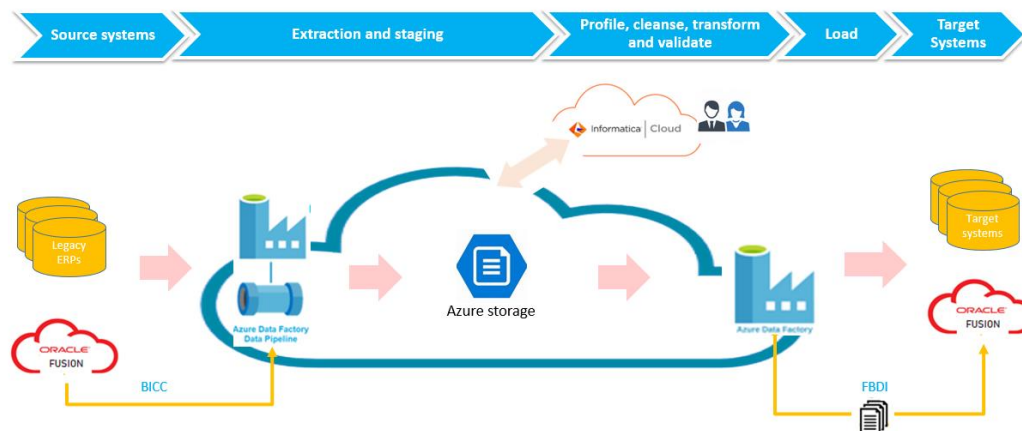 Source systems
Extraction and staging
Profile, cleanse, transform
and validate
Load
Target
Systems
Informatica | Cloud
Legacy
ERPs
Target
systems
Azure storage
Azure Data Factory
Data Pipeline
Azure Data Factory
ORACLE
FUSION
ORACLE
FUSION
BICC
FBDI